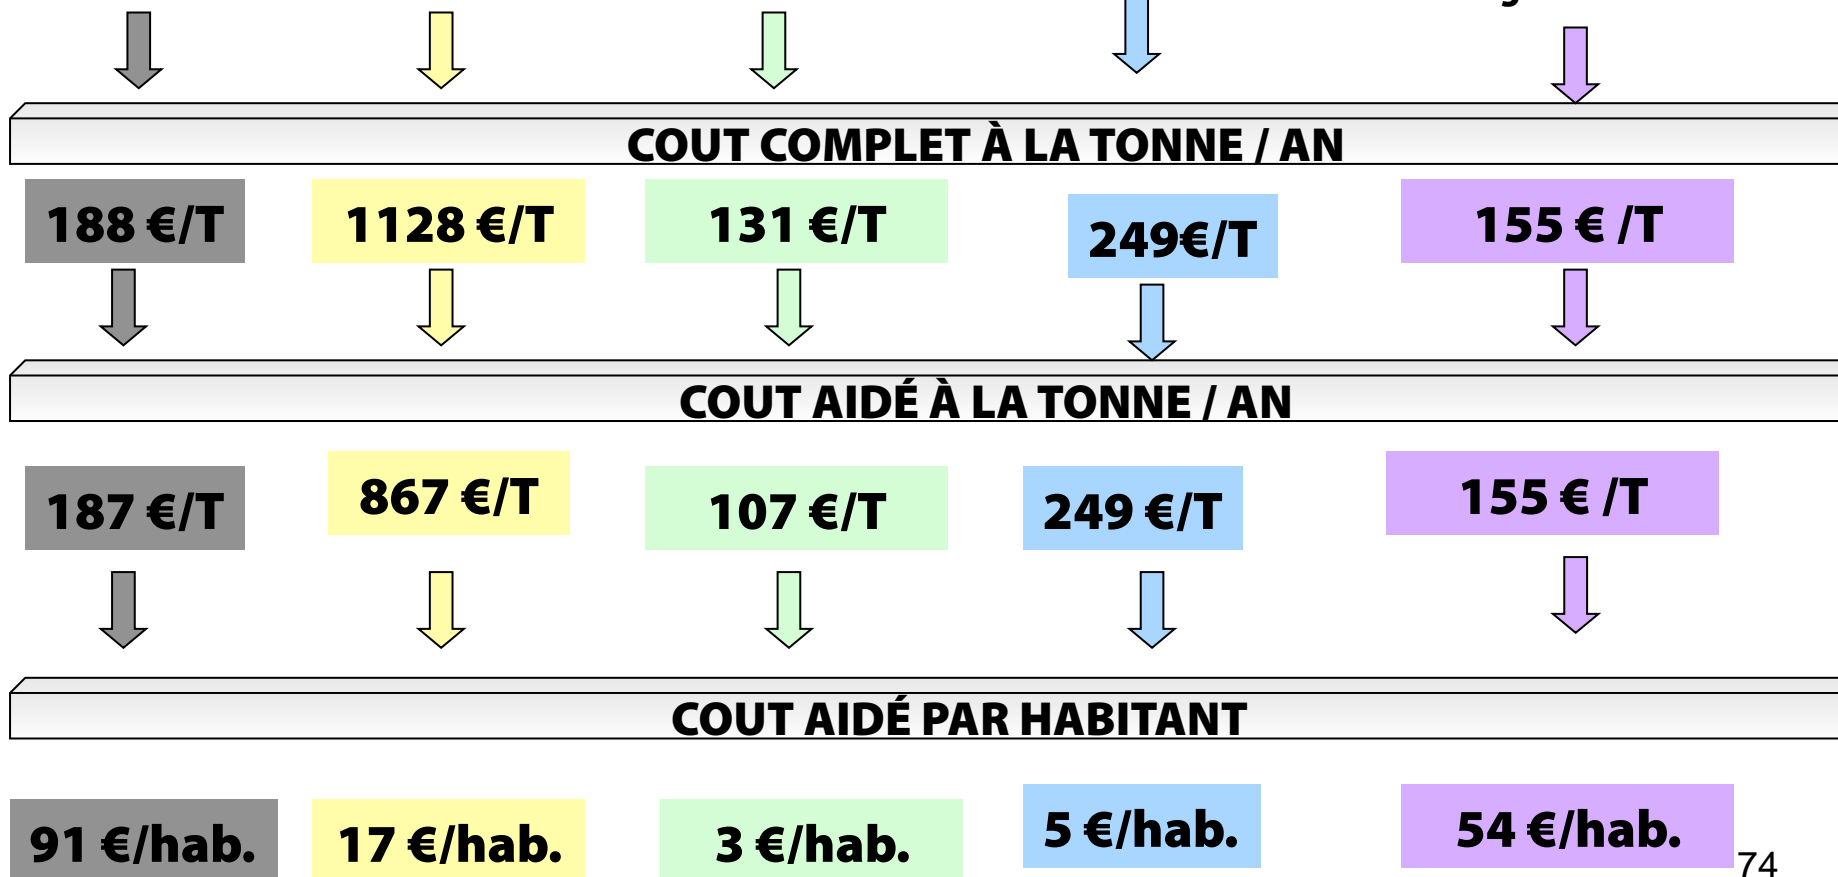 COUT COMPLET À LA TONNE / AN
188 €/T
1128 €/T
131 €/T
249€/T
155 € /T
COUT AIDÉ À LA TONNE / AN
187 €/T
867 €/T
107 €/T
249 €/T
155 € /T
COUT AIDÉ PAR HABITANT
91 €/hab.
17 €/hab.
3 €/hab.
5 €/hab.
54 €/hab.
74